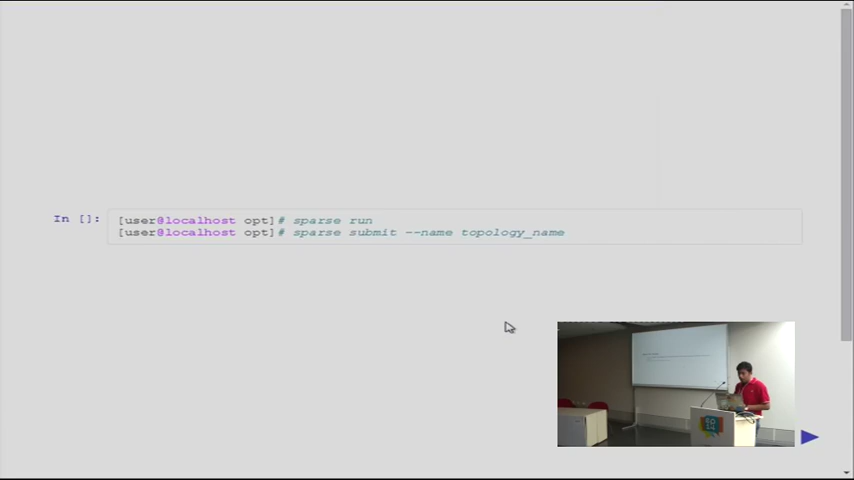 In []: [user@localhost opt]# sparse run
[user@localhost opt]# sparse submit --name topology_name